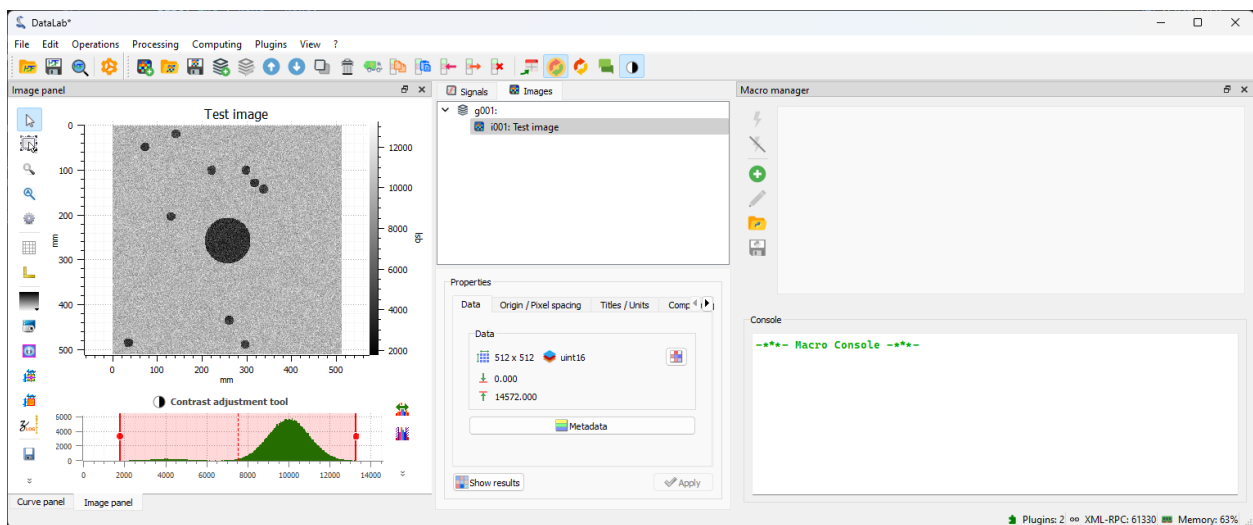 DataLab*
File Edit Operations Processing Computing Plugins View ?
Image panel
Signals Images
Macro manager
g001:
i001: Test image
Test image
0
100
200
300
400
500
mm
0 100 200 300 400 500
mm
12000
10000
8000
6000
4000
2000
lsb
Contrast adjustment tool
6000
4000
2000
0
0 2000 4000 6000 8000 10000 12000 14000
Curve panel Image panel
Properties
Data Origin / Pixel spacing Titles / Units Comp
Data
512 x 512 uint16
0.000
14572.000
Metadata
Show results Apply
Console
-***- Macro Console -***-
Plugins: 2 XML-RPC: 61330 Memory: 63%